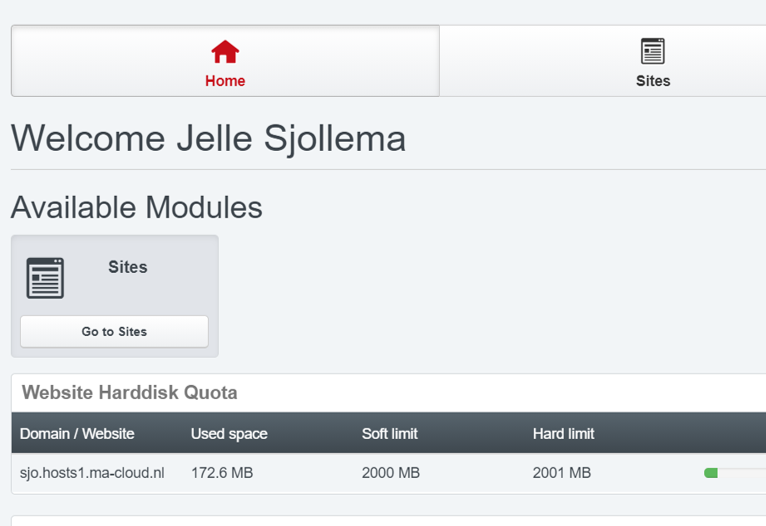 Home
Sites
Welcome Jelle Sjollema
Available Modules
Sites
Go to Sites
Website Harddisk Quota
Domain / Website Used space Soft limit Hard limit
sjo.hosts1.ma-cloud.nl 172.6 MB 2000 MB 2001 MB